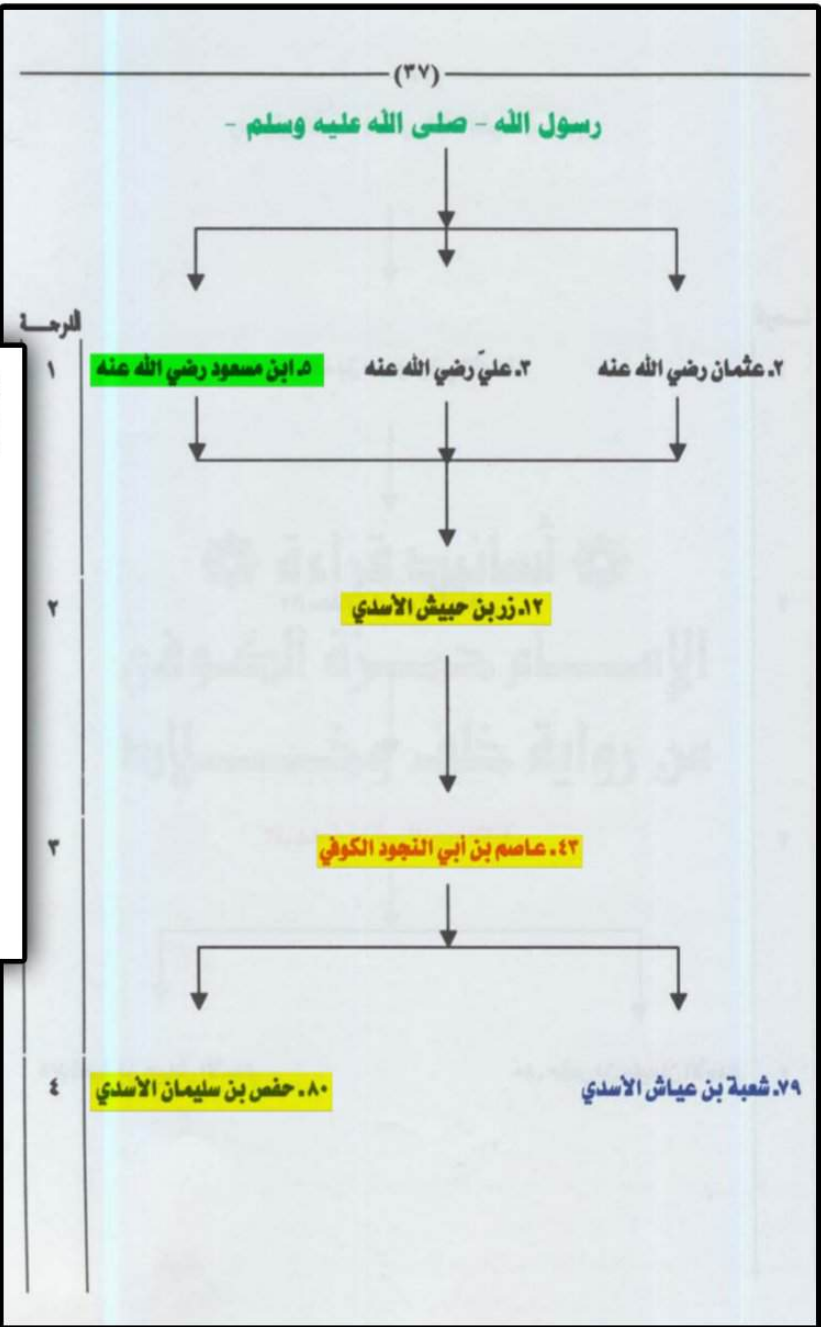 (٣٧)
رسول الله - صلى الله عليه وسلم -
الدرجـــة
٢. عثمان رضي الله عنه
٣. عليّ رضي الله عنه
٥. ابن مسعود رضي الله عنه
١
١٢. زر بن حبيش الأسدي
٢
٤٣. عاصم بن أبي النجود الكوفي
٣
٧٩. شعبة بن عياش الأسدي
٨٠. حفص بن سليمان الأسدي
٤